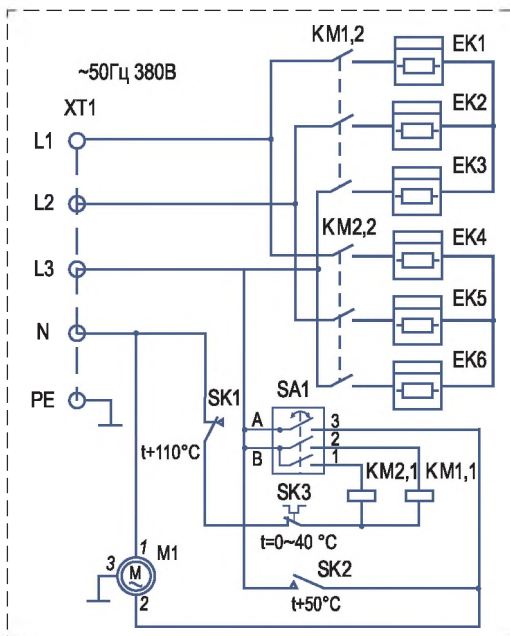 KM1,2
EK1
~50Гц 380В
EK2
XT1
L1
EK3
L2
KM2,2
EK4
L3
EK5
N
EK6
SK1
SA1
PE
A
3
2
B
1
KM2,1 KM1,1
t+110°C
SK3
t=0~40 °C
1
M1
SK2
3
M
~
2
t+50°C